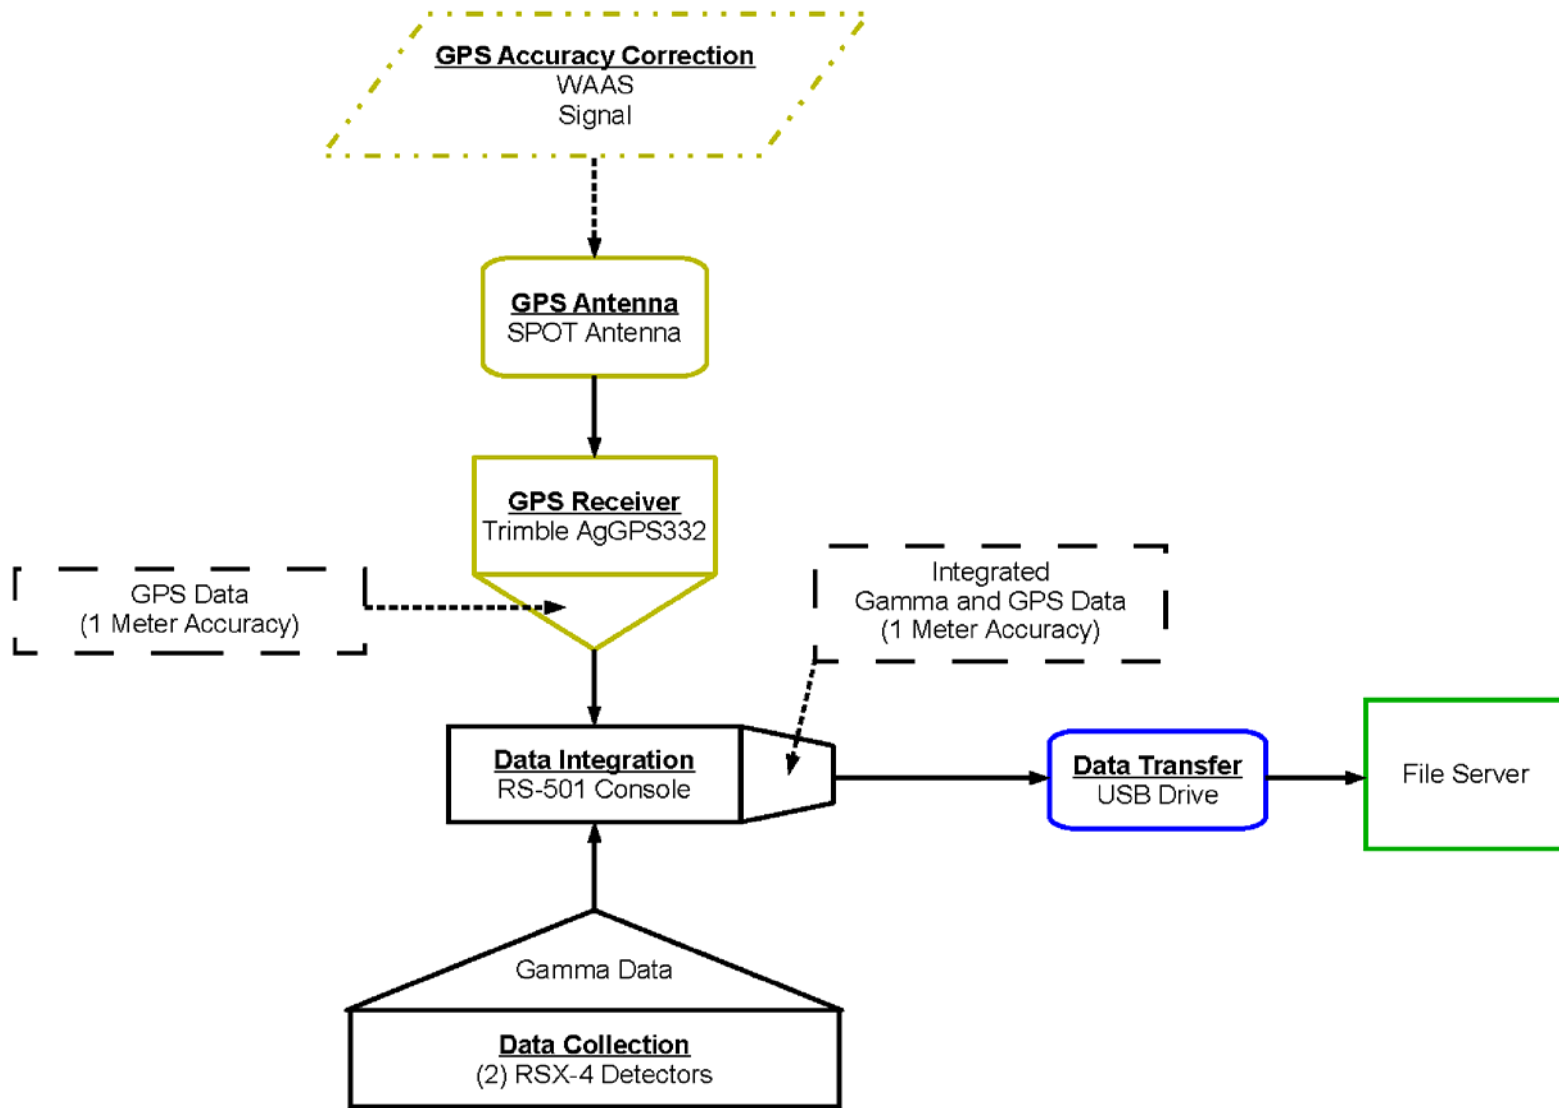 GPS Accuracy Correction
WAAS
Signal
GPS Antenna
SPOT Antenna
GPS Receiver
Trimble AgGPS332
GPS Data
(1 Meter Accuracy)
Integrated
Gamma and GPS Data
(1 Meter Accuracy)
Data Integration
RS-501 Console
Data Transfer
USB Drive
File Server
Gamma Data
Data Collection
(2) RSX-4 Detectors